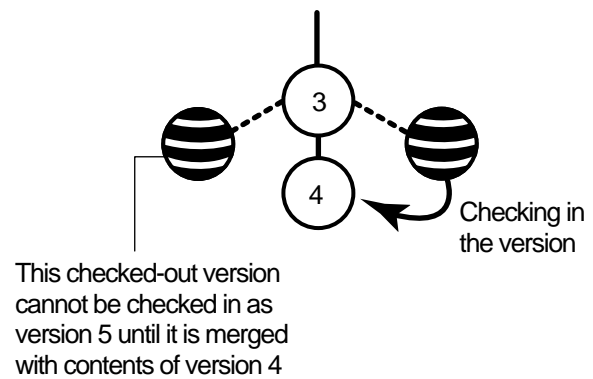 3
4
Checking in
the version
This checked-out version
cannot be checked in as
version 5 until it is merged
with contents of version 4